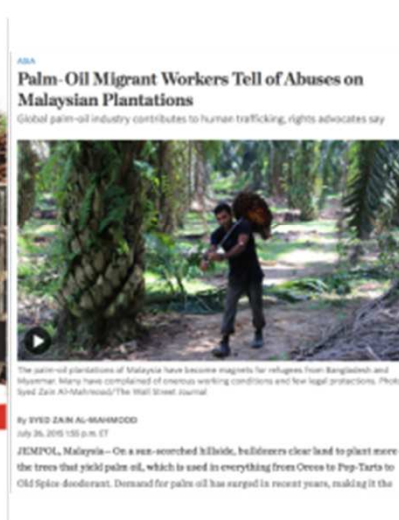 ASIA
Palm-Oil Migrant Workers Tell of Abuses on
Malaysian Plantations
Global palm-oil industry contributes to human trafficking, rights advocates say
The palm-oil plantations of Malaysia have become magnets for refugees from Bangladesh and
Myanmar. Many have complained of onerous working conditions and few legal protections. Phot
Syed Zain Al-Mahmood/The Wall Street Journal
By SYED ZAIN AL-MAHMOOD
July 26, 2015 1:55 p.m. ET
JEMPOL, Malaysia—On a sun-scorched hillside, bulldozers clear land to plant more
the trees that yield palm oil, which is used in everything from Oreos to Pop-Tarts to
Old Spice deodorant. Demand for palm oil has surged in recent years, making it the